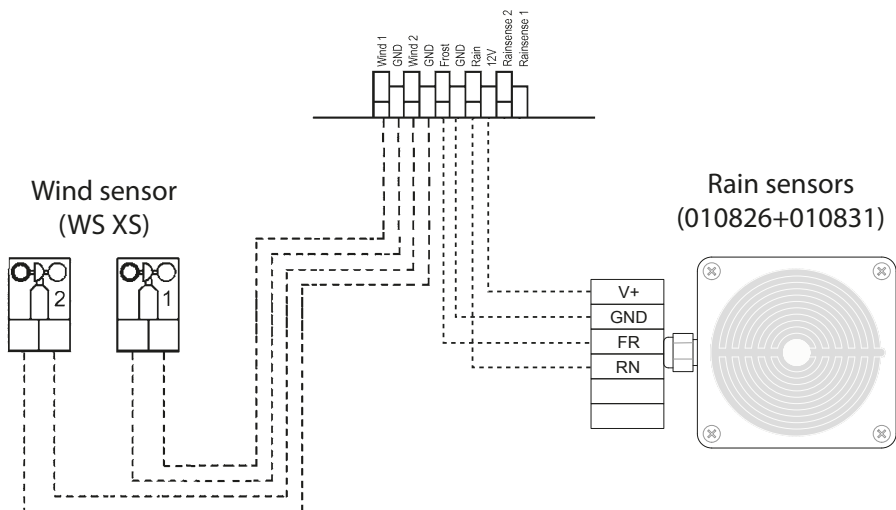 Wind 1
GND
Wind 2
GND
Frost
GND
Rain
12V
Rainsense 2
Rainsense 1
Wind sensor
(WS XS)
Rain sensors
(010826+010831)
2
1
V+
GND
FR
RN